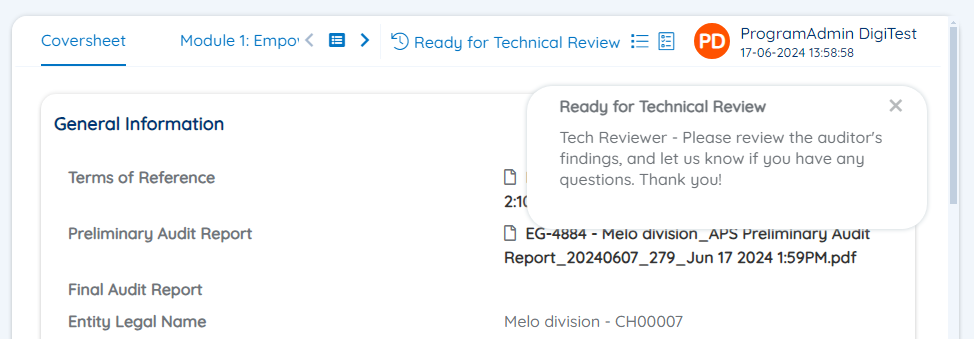 Coversheet
Module 1: Empo
Ready for Technical Review
PD
ProgramAdmin DigiTest
17-06-2024 13:58:58
Ready for Technical Review
Tech Reviewer - Please review the auditor's
findings, and let us know if you have any
questions. Thank you!
General Information
Terms of Reference
2:10
Preliminary Audit Report
EG-4884 - Melo division_APS Preliminary Audit
Report_20240607_279_Jun 17 2024 1:59PM.pdf
Final Audit Report
Entity Legal Name
Melo division - CH00007